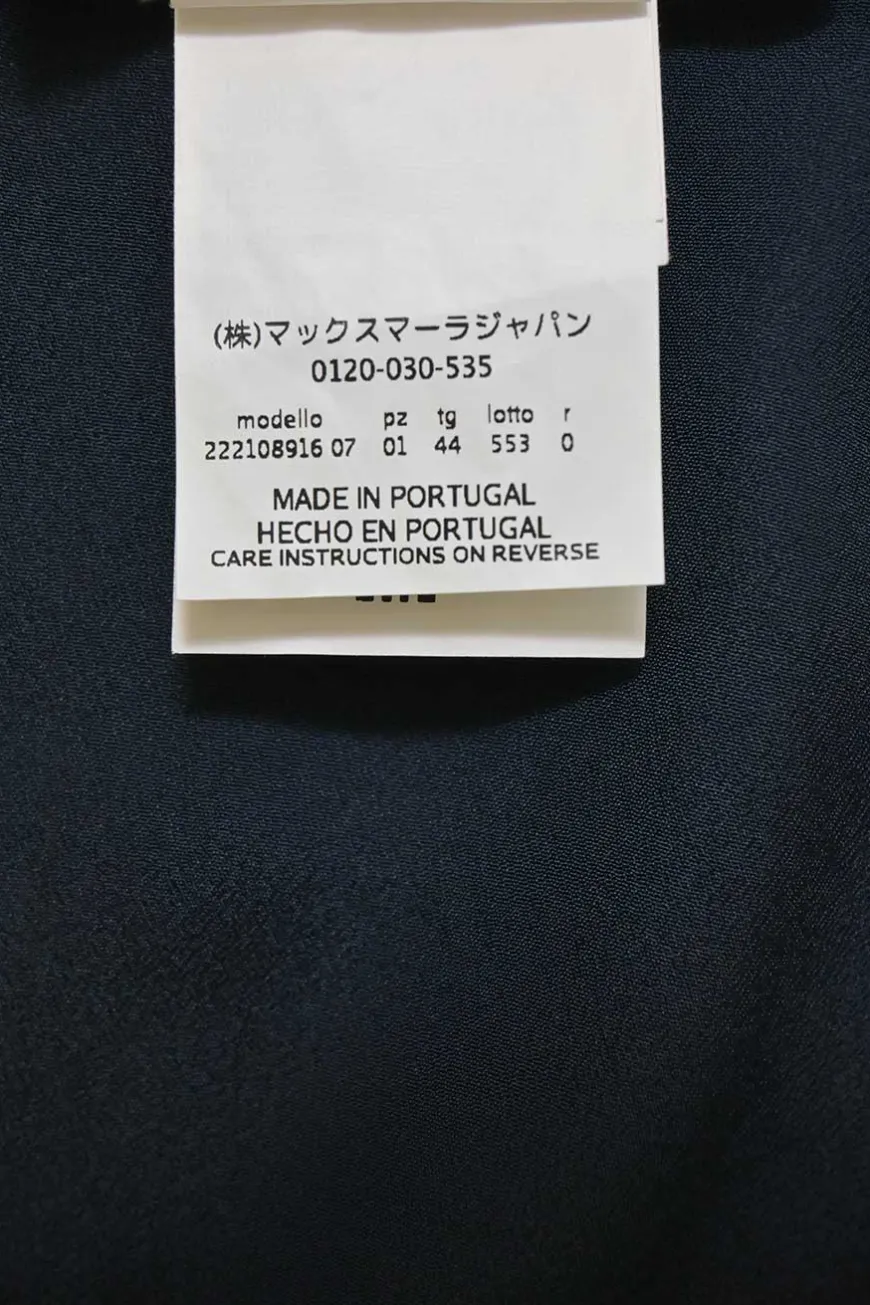 (株)マックスマーラジャパン
0120-030-535
modello pz tg lotto r
222108916 07 01 44 553 0
MADE IN PORTUGAL
HECHO EN PORTUGAL
CARE INSTRUCTIONS ON REVERSE